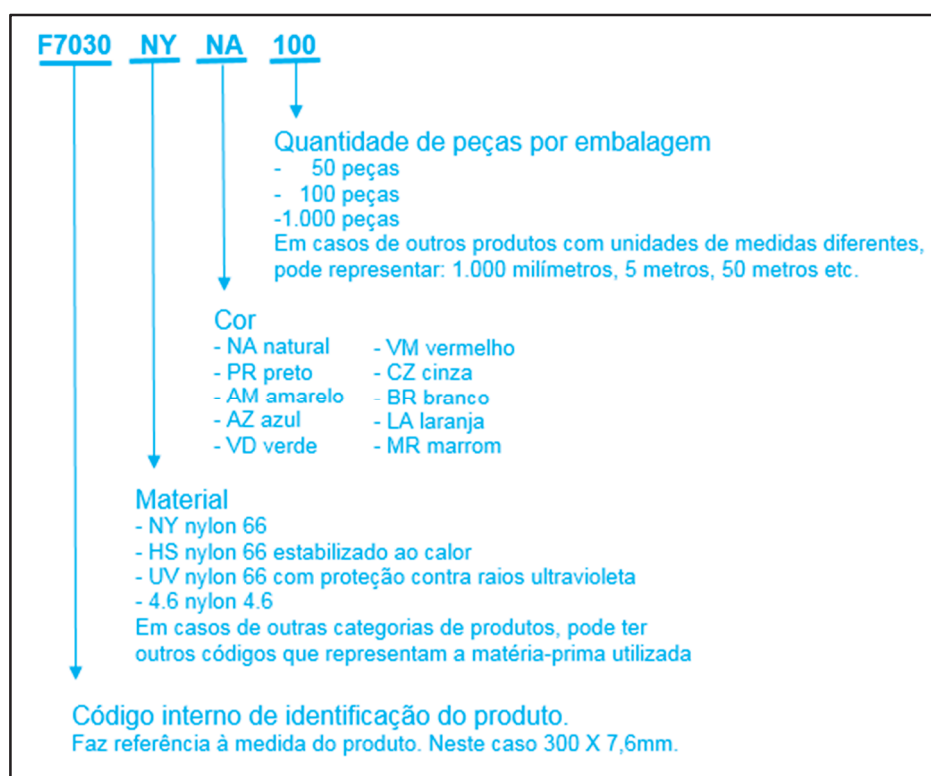 F7030 NY NA 100
Quantidade de peças por embalagem
- 50 peças
- 100 peças
-1.000 peças
Em casos de outros produtos com unidades de medidas diferentes,
pode representar: 1.000 milímetros, 5 metros, 50 metros etc.
Cor
- NA natural - VM vermelho
- PR preto - CZ cinza
- AM amarelo - BR branco
- AZ azul - LA laranja
- VD verde - MR marrom
Material
- NY nylon 66
- HS nylon 66 estabilizado ao calor
- UV nylon 66 com proteção contra raios ultravioleta
- 4.6 nylon 4.6
Em casos de outras categorias de produtos, pode ter
outros códigos que representam a matéria-prima utilizada
Código interno de identificação do produto.
Faz referência à medida do produto. Neste caso 300 X 7,6mm.